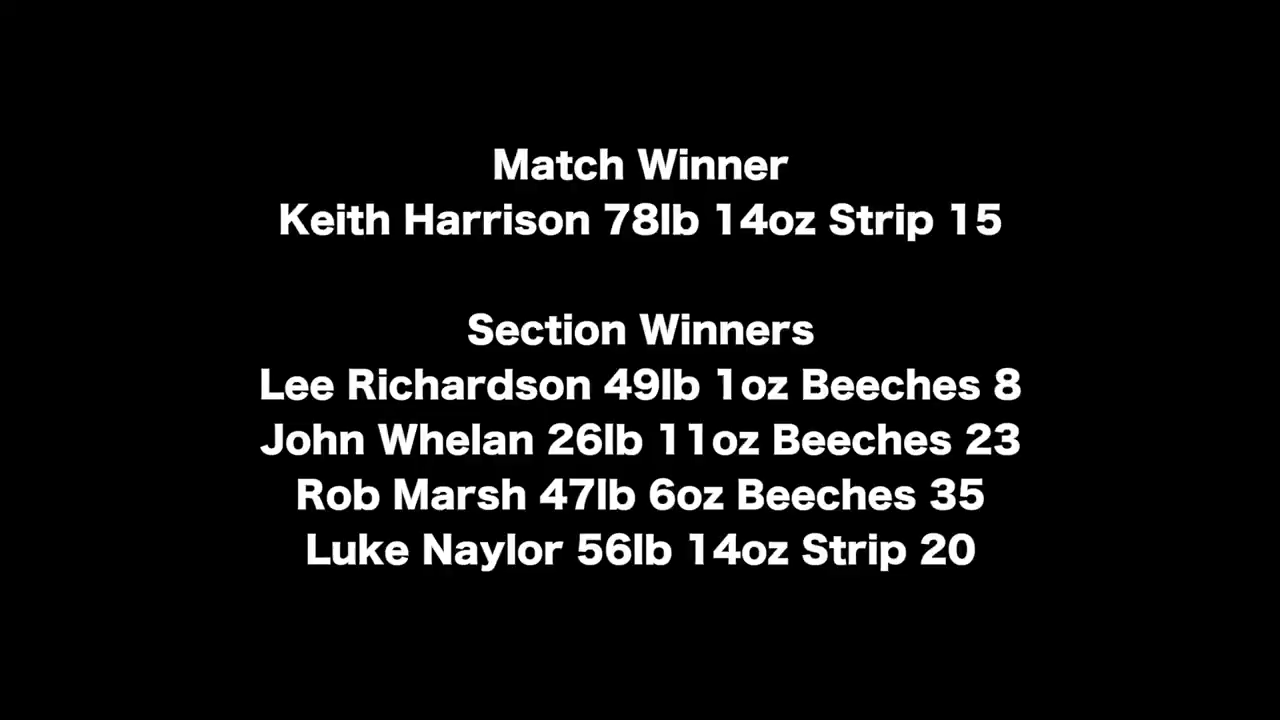 Match Winner
Keith Harrison 78lb 14oz Strip 15
Section Winners
Lee Richardson 49lb 1oz Beeches 8
John Whelan 26lb 11oz Beeches 23
Rob Marsh 47lb 6oz Beeches 35
Luke Naylor 56lb 14oz Strip 20